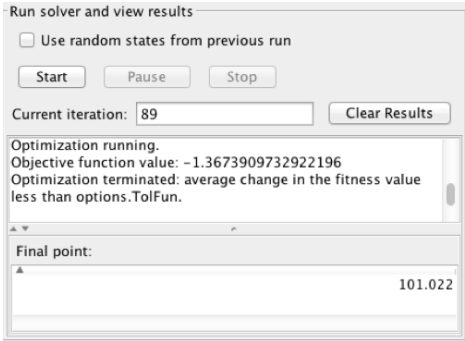 Run solver and view results
Use random states from previous run
Start Pause Stop
Current iteration: 89 Clear Results
Optimization running.
Objective function value: -1.3673909732922196
Optimization terminated: average change in the fitness value
less than options.TolFun.
Final point:
101.022